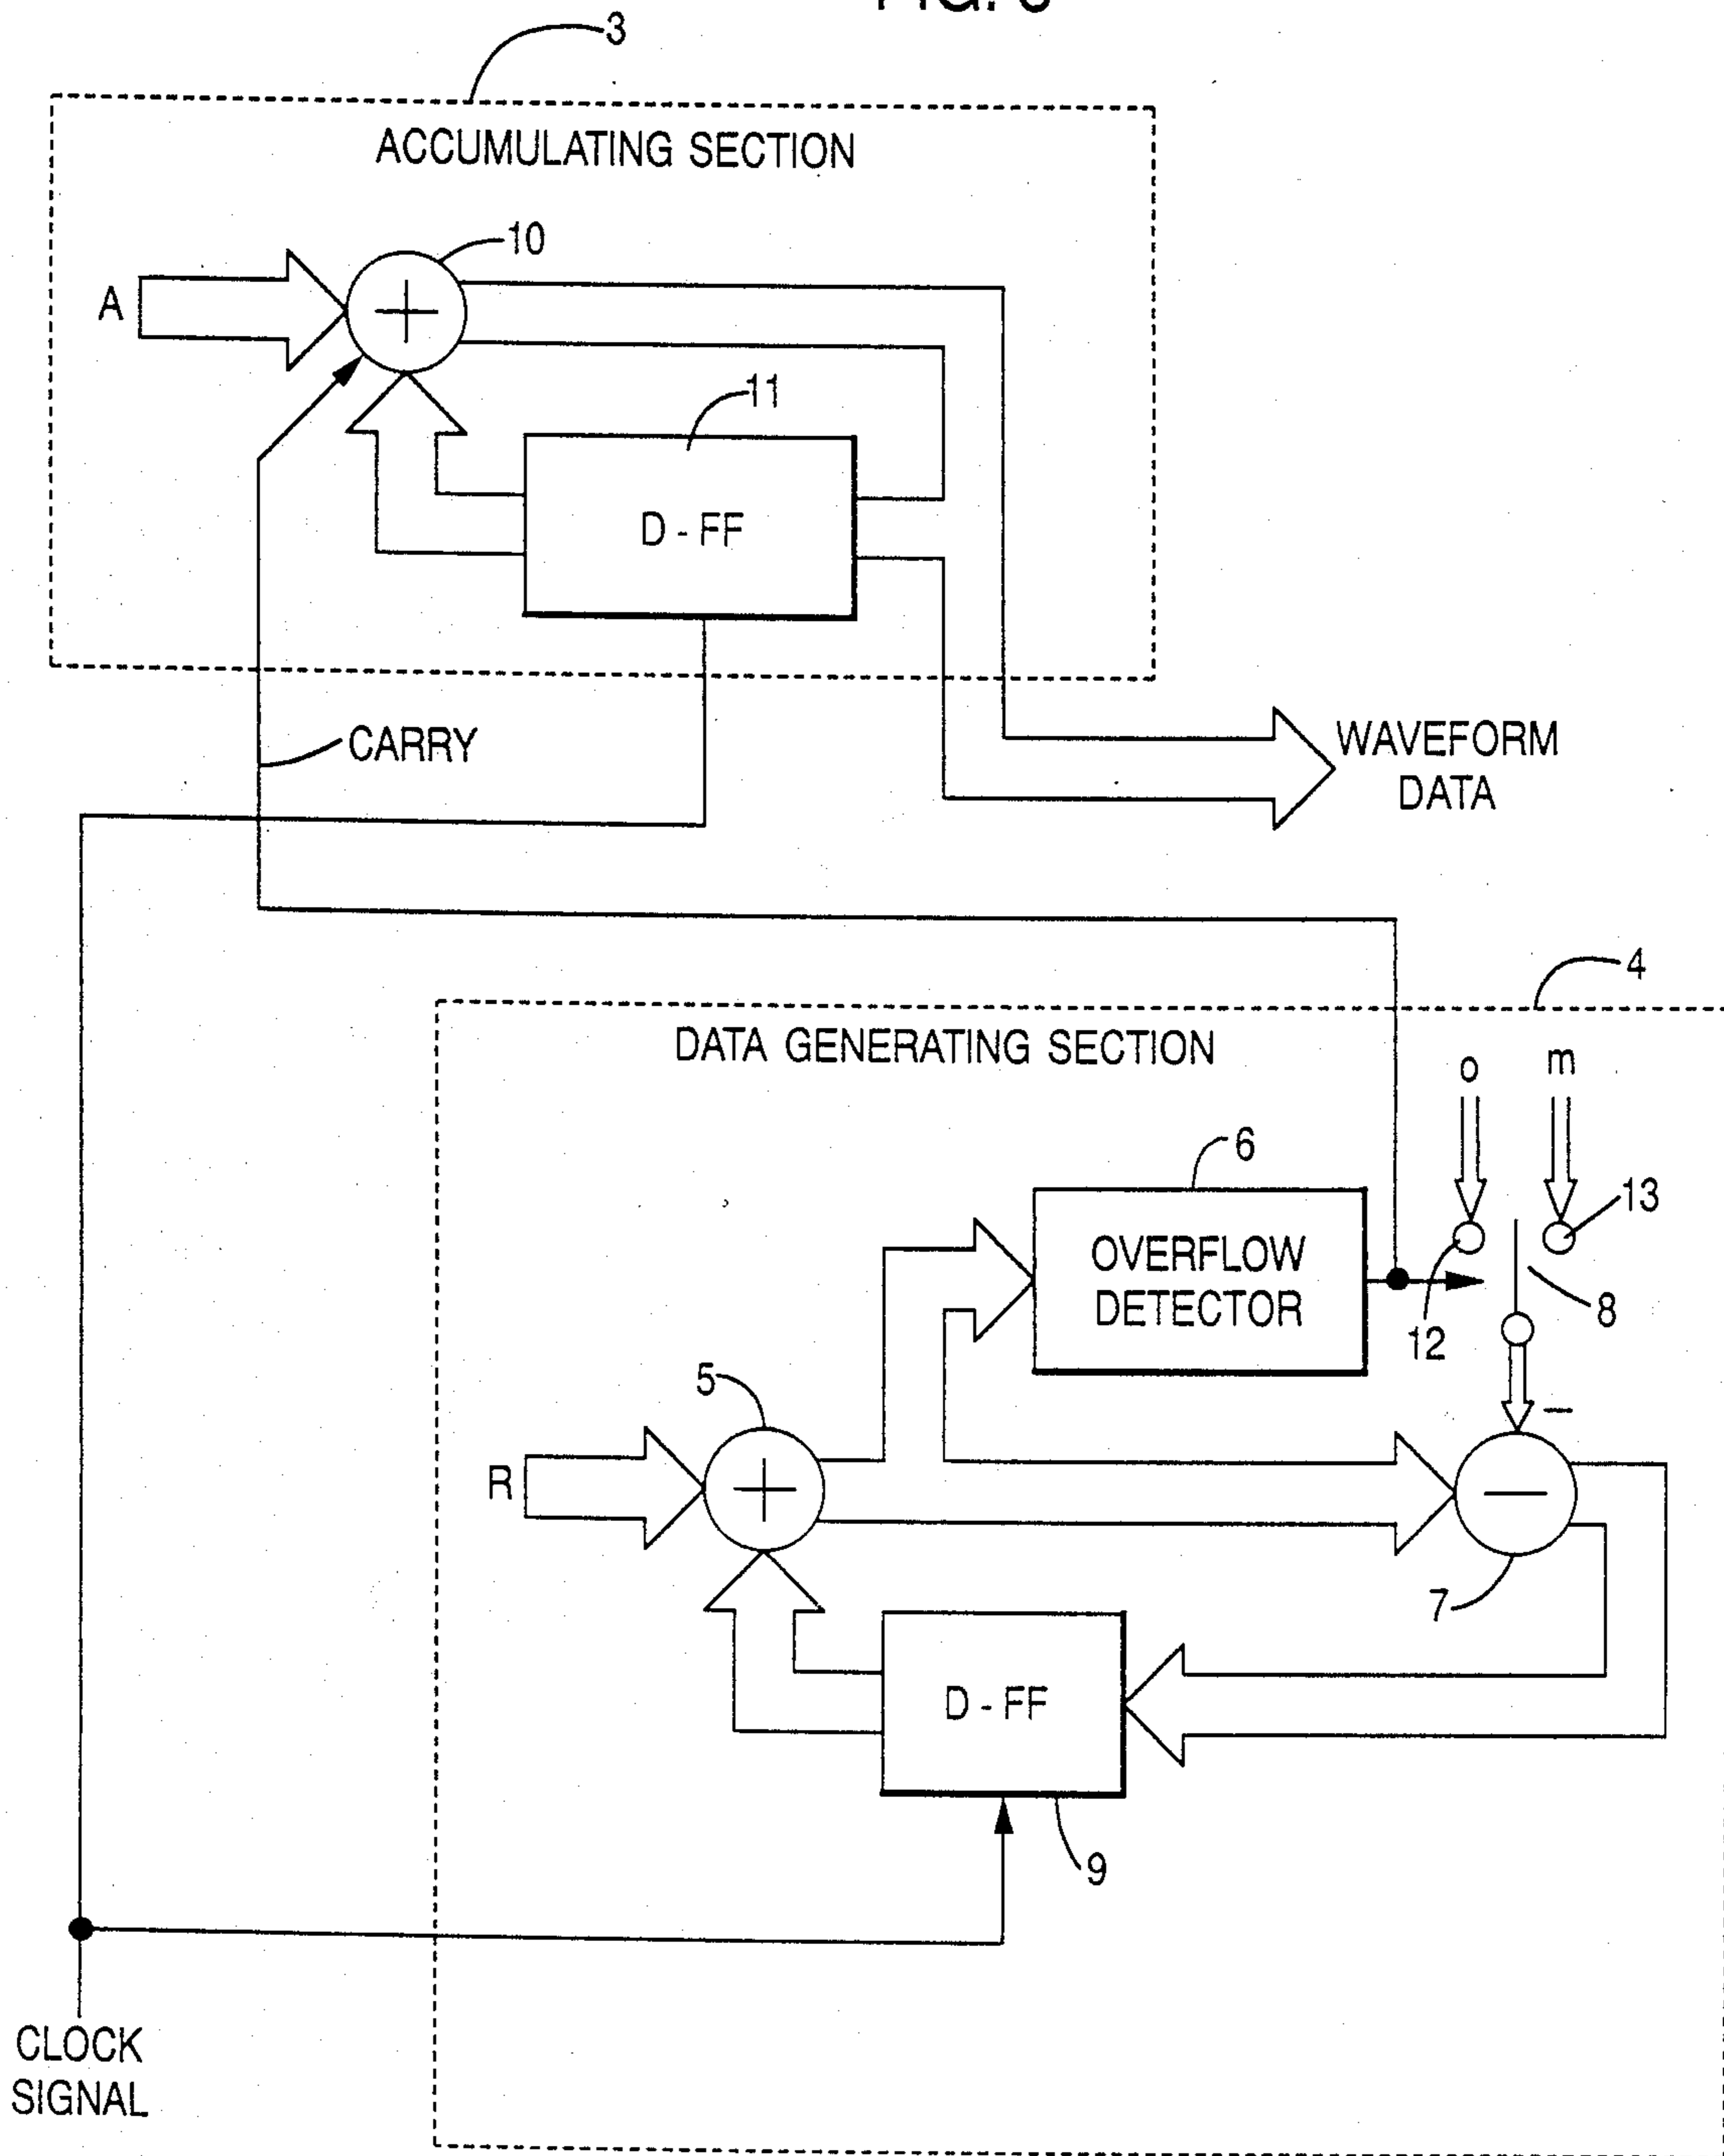 3
ACCUMULATING SECTION
10
A
11
D - FF
CARRY
WAVEFORM
DATA
4
DATA GENERATING SECTION
o
m
6
13
OVERFLOW
DETECTOR
8
12
5
R
7
D - FF
9
CLOCK
SIGNAL